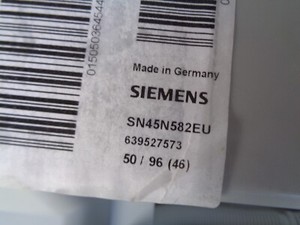 Made in Germany
SIEMENS
SN45N582EU
639527573
50 / 96 (46)